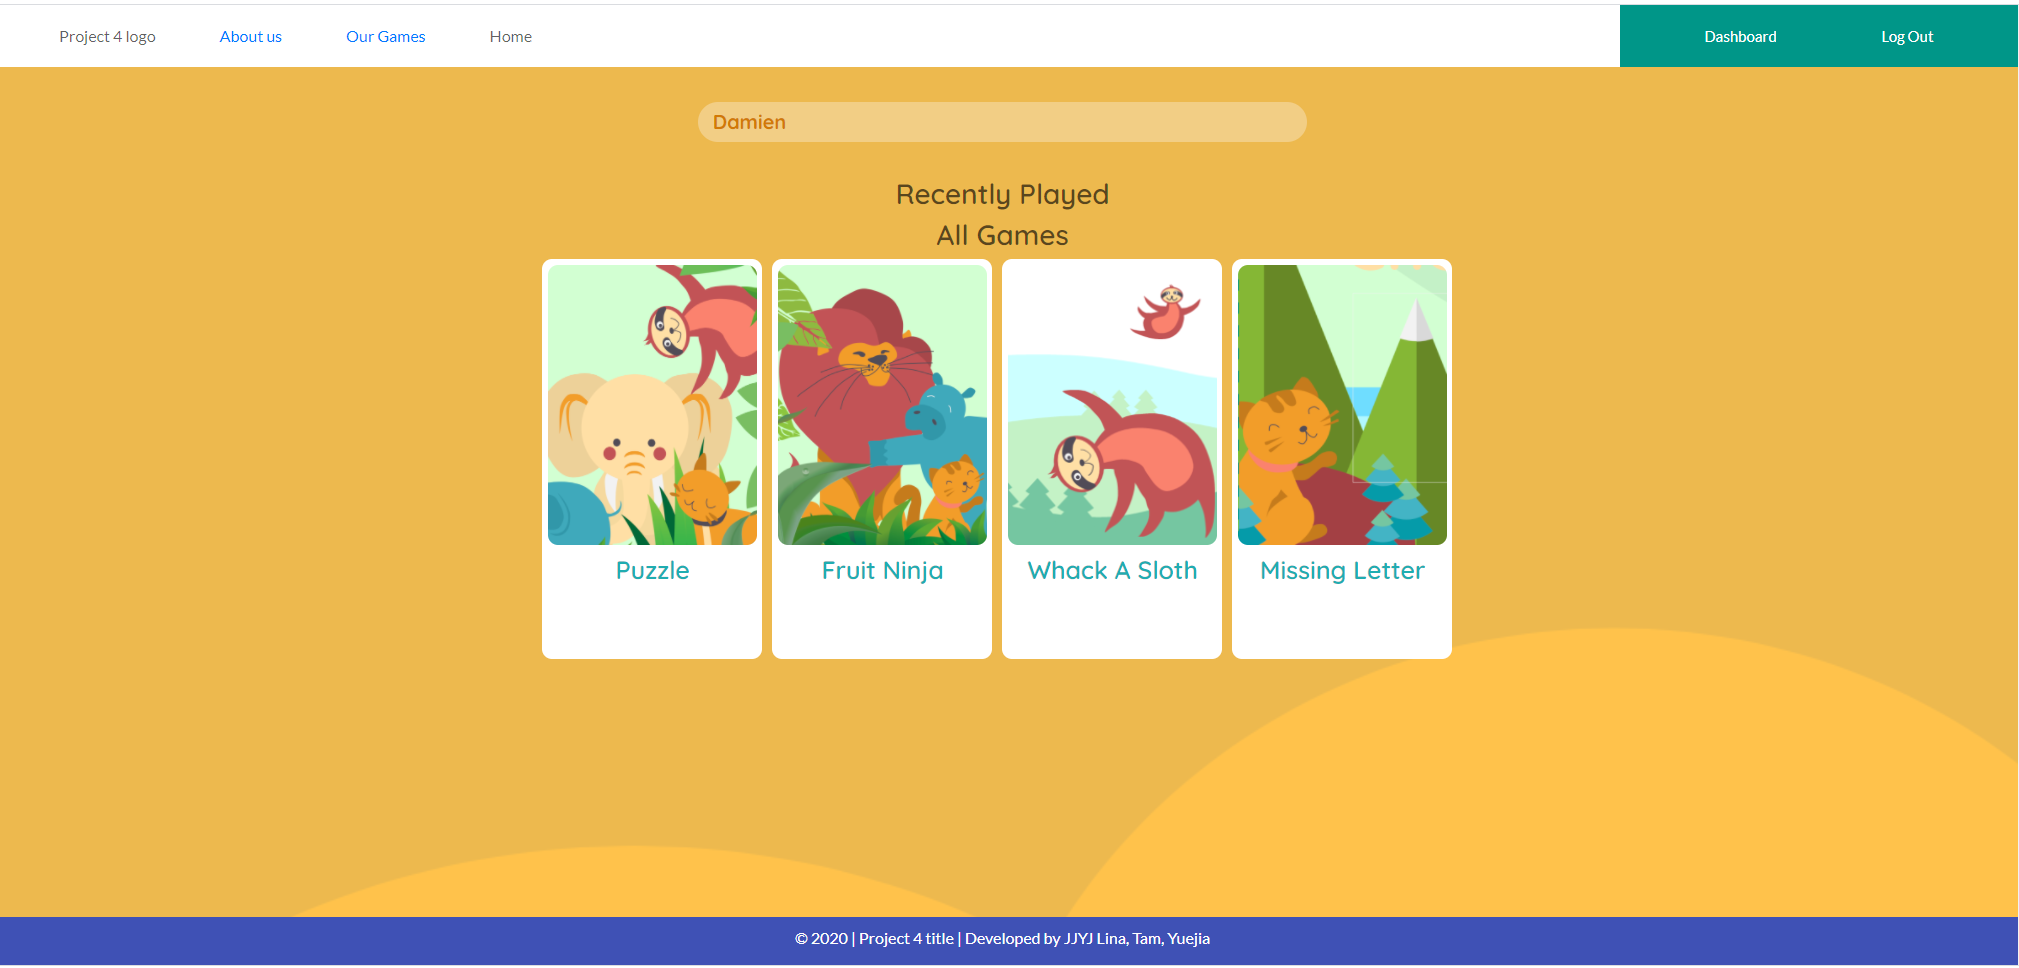 Project 4 logo About us Our Games Home Dashboard Log Out
Damien
Recently Played
All Games
Puzzle Fruit Ninja Whack A Sloth Missing Letter
© 2020 | Project 4 title | Developed by JJYJ Lina, Tam, Yuejia